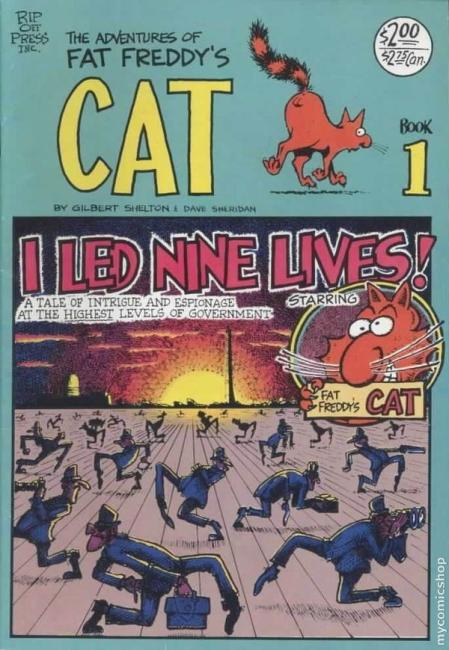 RIP
OFF
PRESS
INC.
THE ADVENTURES OF
FAT FREDDY'S
CAT
$2.00
$2.75 Can.
BOOK
1
BY GILBERT SHELTON & DAVE SHERIDAN
I LED NINE LIVES!
A TALE OF INTRIGUE AND ESPIONAGE
AT THE HIGHEST LEVELS OF GOVERNMENT
STARRING
FAT
FREDDY'S
CAT
mycomicshop